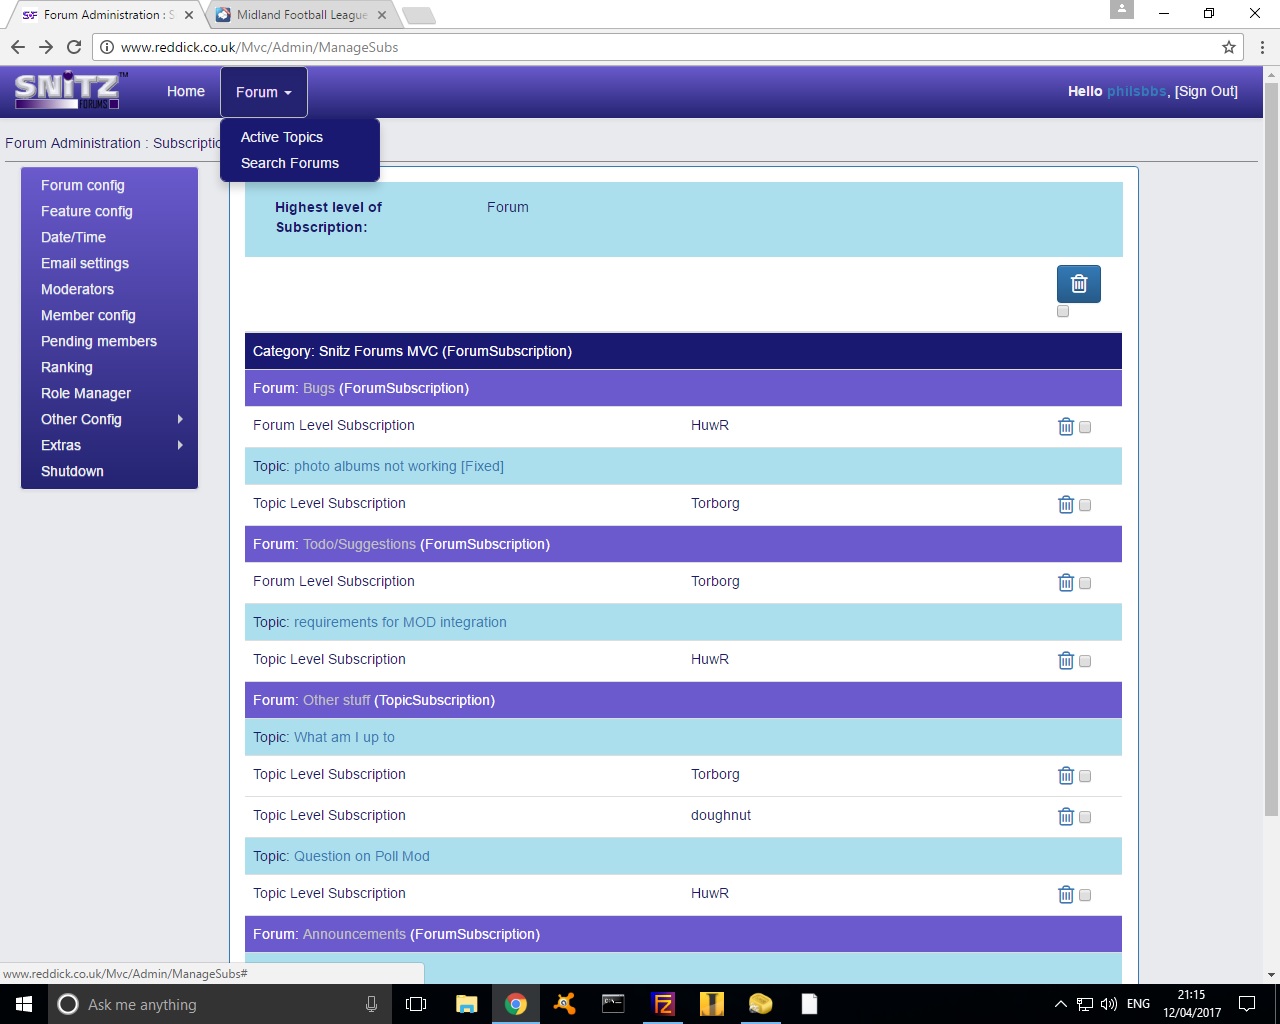 Forum Administration : S
Midland Football League
www.reddick.co.uk/Mvc/Admin/ManageSubs
SNiTZ™
FORUMS
Home
Forum
Hello philsbbs, [Sign Out]
Active Topics
Search Forums
Forum Administration : Subscriptio
Forum config
Feature config
Date/Time
Email settings
Moderators
Member config
Pending members
Ranking
Role Manager
Other Config
Extras
Shutdown
Highest level of
Subscription:
Forum
Category: Snitz Forums MVC (ForumSubscription)
Forum: Bugs (ForumSubscription)
Forum Level Subscription HuwR
Topic: photo albums not working [Fixed]
Topic Level Subscription Torborg
Forum: Todo/Suggestions (ForumSubscription)
Forum Level Subscription Torborg
Topic: requirements for MOD integration
Topic Level Subscription HuwR
Forum: Other stuff (TopicSubscription)
Topic: What am I up to
Topic Level Subscription Torborg
Topic Level Subscription doughnut
Topic: Question on Poll Mod
Topic Level Subscription HuwR
Forum: Announcements (ForumSubscription)
www.reddick.co.uk/Mvc/Admin/ManageSubs#
Ask me anything
ENG
21:15
12/04/2017